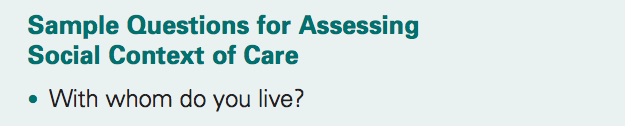 Sample Questions for Assessing
Social Context of Care
• With whom do you live?